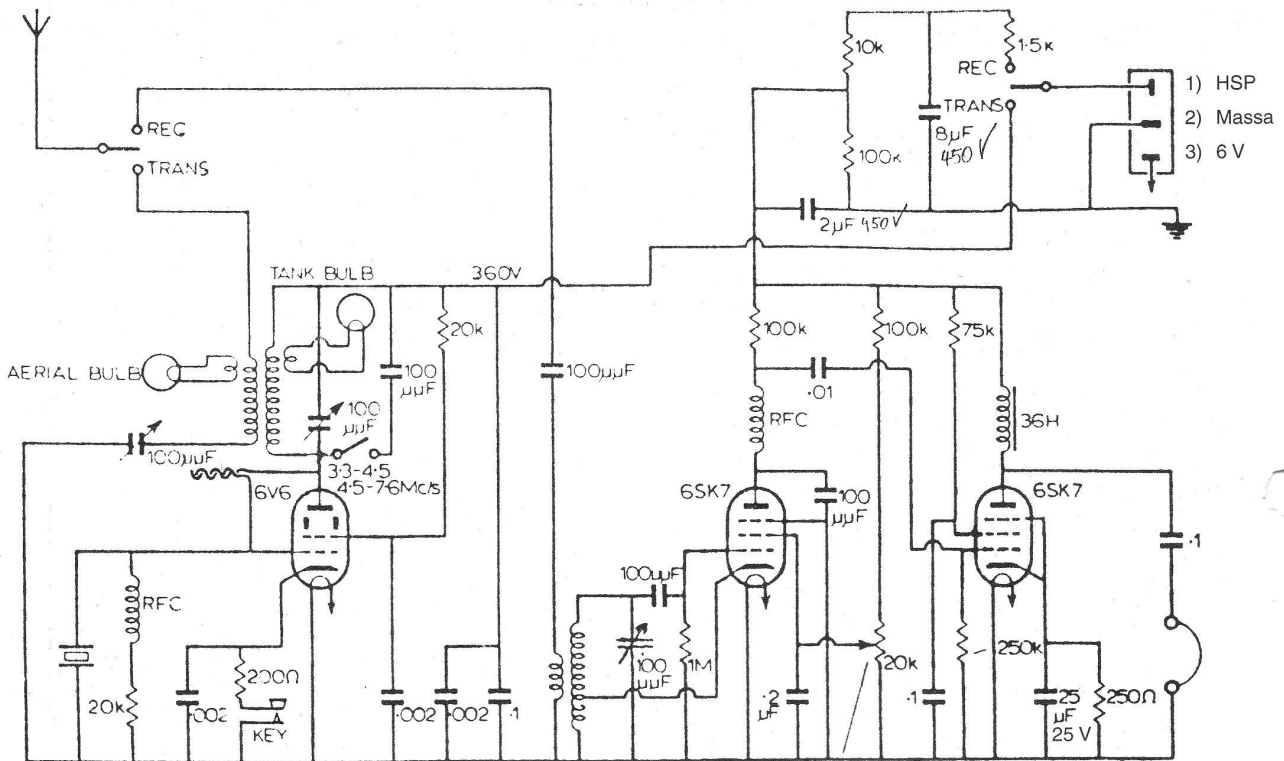 10k
1.5k
REC
1) HSP
REC
TRANS
2) Massa
8µF
450V
3) 6 V
TRANS
100k
2µF 450V
TANK BULB
360V
20k
100k
100k
75k
AERIAL BULB
100
µµF
100µµF
.01
100
µµF
RFC
36H
100µµF
3.3-4.5
4.5-7.6Mc/s
6V6
6SK7
100
µµF
6SK7
.1
100µµF
RFC
100
µµF
1M
20k
250k
200Ω
20k
.002
KEY
.002
.002
.1
.2
µF
.1
25
µF
25 V
250Ω